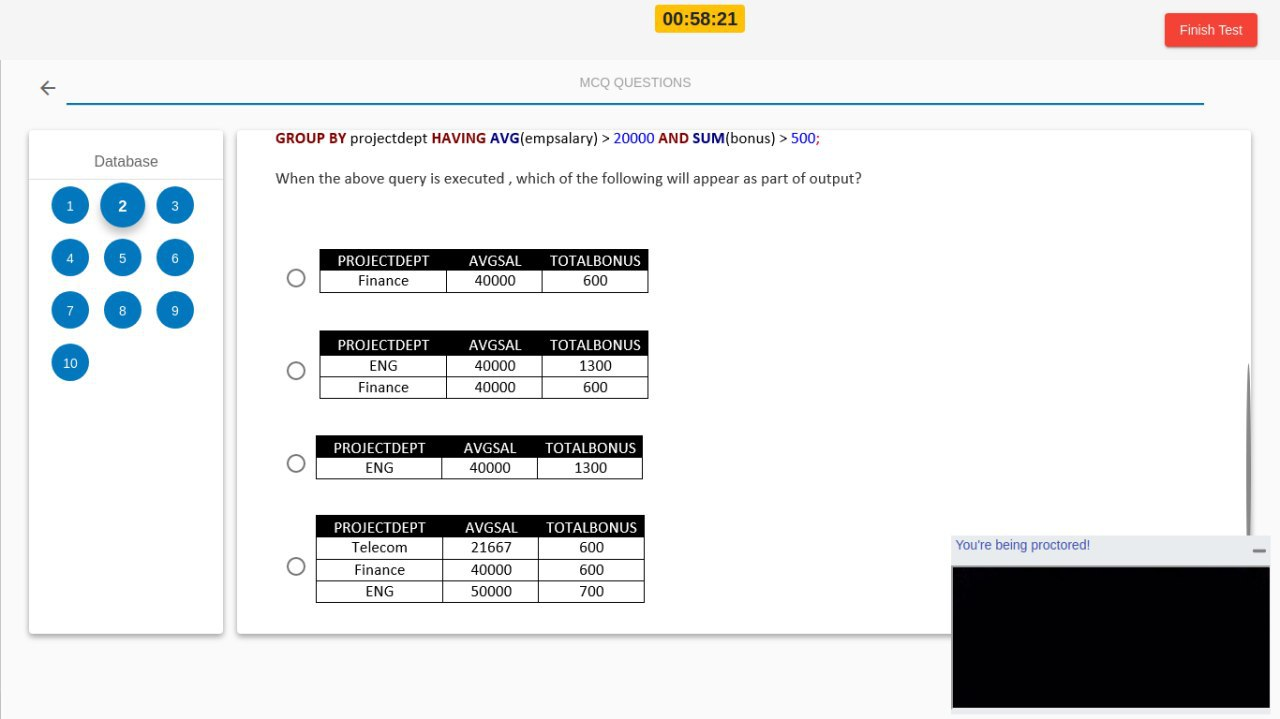 00:58:21
Finish Test
MCQ QUESTIONS
Database
1 2 3
4 5 6
7 8 9
10
GROUP BY projectdept HAVING AVG(empsalary) > 20000 AND SUM(bonus) > 500;
When the above query is executed , which of the following will appear as part of output?
PROJECTDEPT AVGSAL TOTALBONUS
Finance 40000 600
PROJECTDEPT AVGSAL TOTALBONUS
ENG 40000 1300
Finance 40000 600
PROJECTDEPT AVGSAL TOTALBONUS
ENG 40000 1300
PROJECTDEPT AVGSAL TOTALBONUS
Telecom 21667 600
Finance 40000 600
ENG 50000 700
You're being proctored!